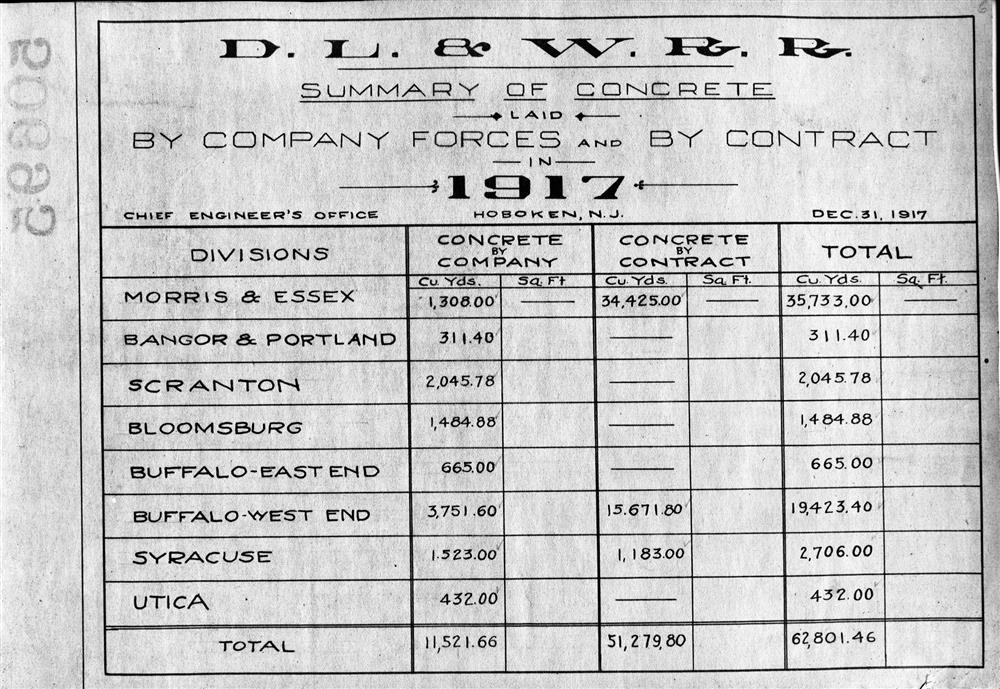 D. L. & W. R. R.
SUMMARY OF CONCRETE
LAID
BY COMPANY FORCES AND BY CONTRACT
IN
1917
CHIEF ENGINEER'S OFFICE HOBOKEN, N.J. DEC. 31, 1917
DIVISIONS CONCRETE BY COMPANY CONCRETE BY CONTRACT TOTAL
Cu. Yds. Sq. Ft. Cu. Yds. Sq. Ft. Cu. Yds. Sq. Ft.
MORRIS & ESSEX 1,308.00 — 34,425.00 — 35,733.00 —
BANGOR & PORTLAND 311.40 — 311.40
SCRANTON 2,045.78 — 2,045.78
BLOOMSBURG 1,484.88 — 1,484.88
BUFFALO-EAST END 665.00 — 665.00
BUFFALO-WEST END 3,751.60 15.671.80 19,423.40
SYRACUSE 1.523.00 1,183.00 2,706.00
UTICA 432.00 — 432.00
TOTAL 11,521.66 51,279,80 62,801.46